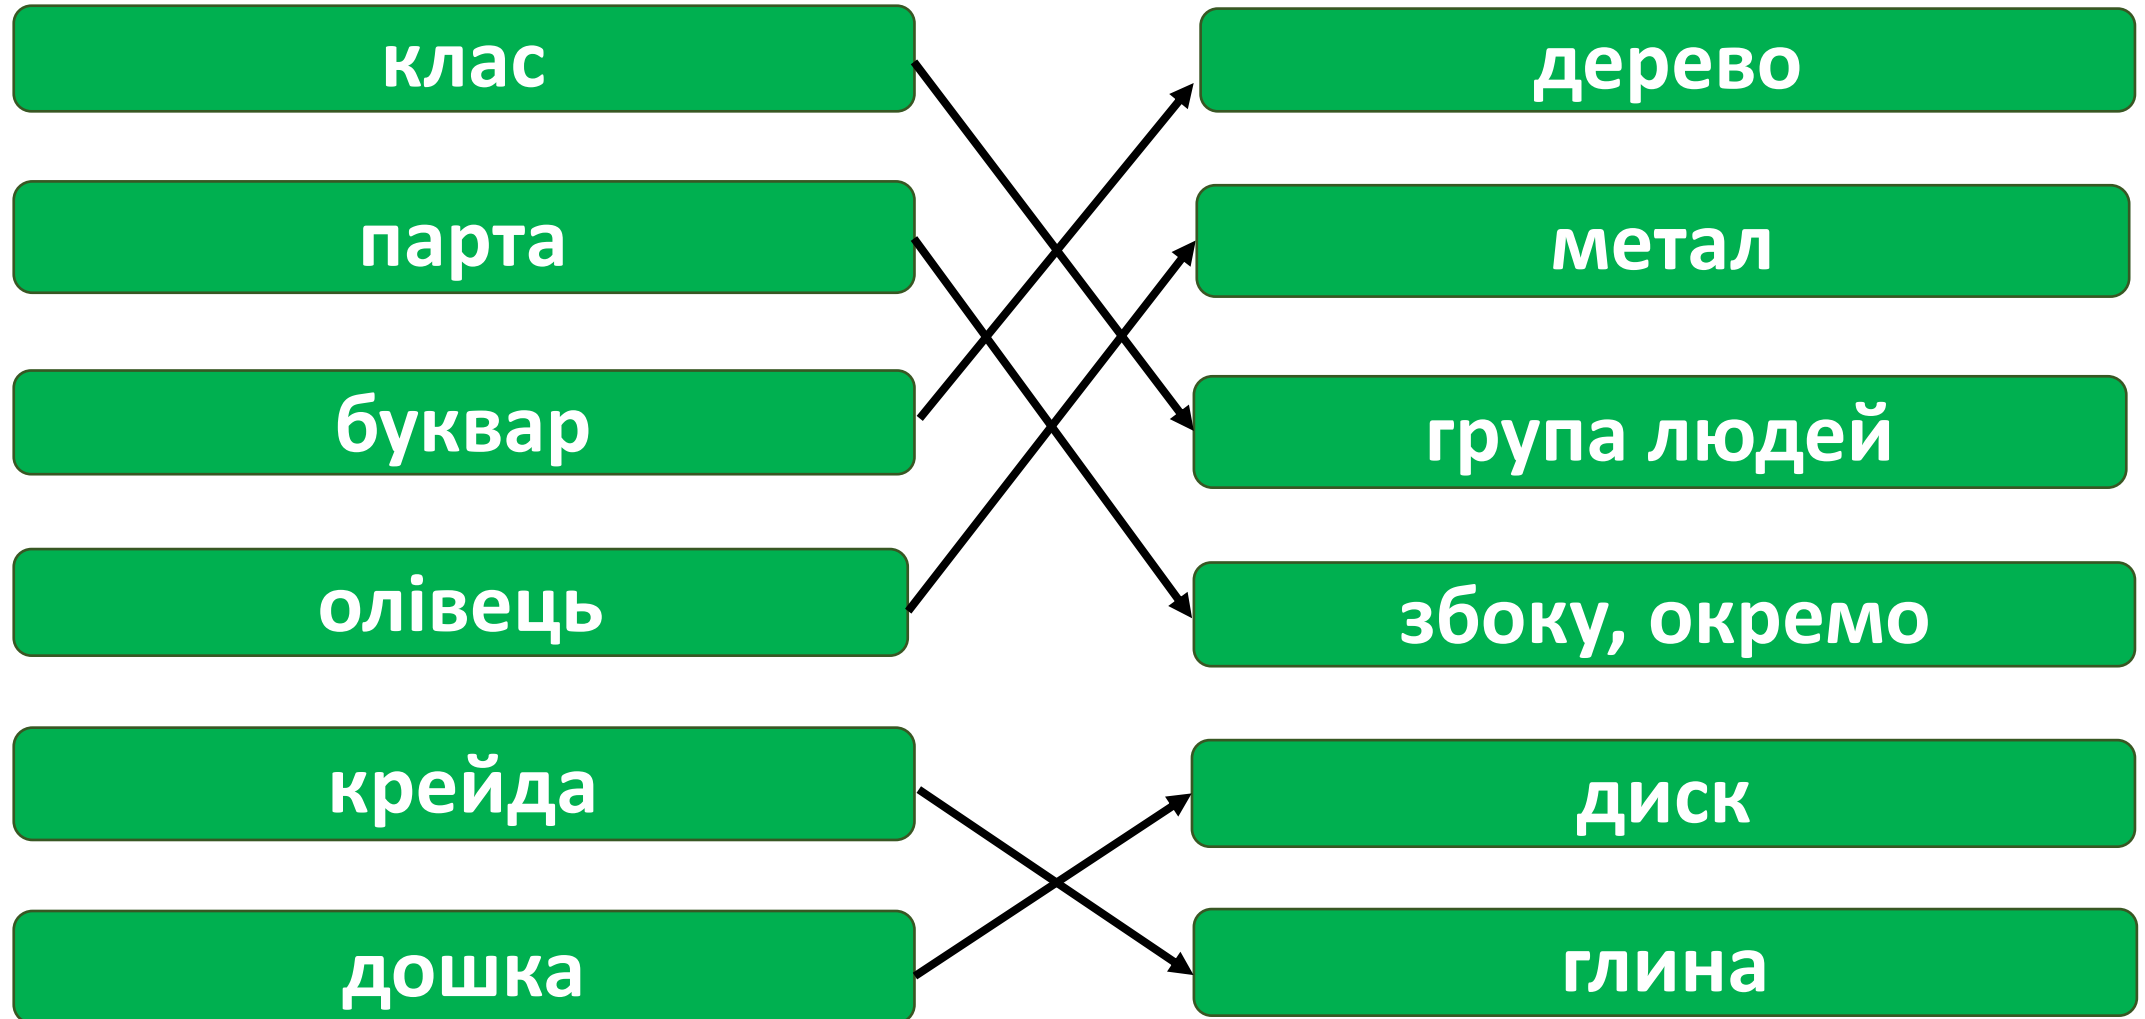 клас
дерево
парта
метал
буквар
група людей
олівець
збоку, окремо
крейда
диск
дошка
глина